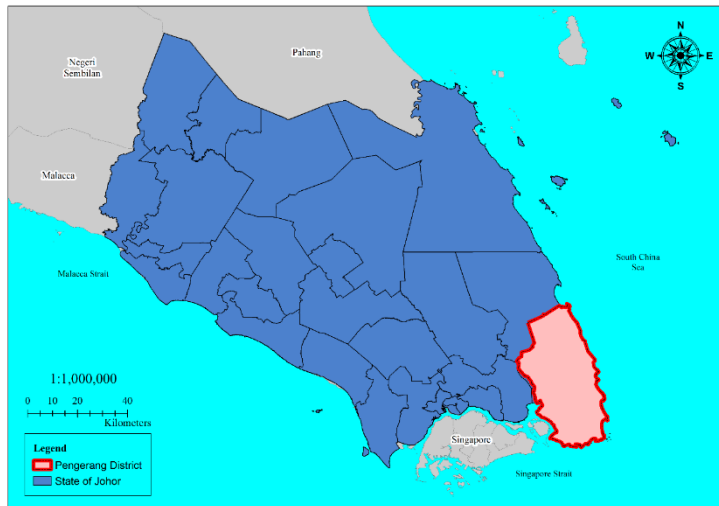 N
W E
S
Pahang
Negeri
Sembilan
Malacca
Malacca Strait
South China
Sea
1:1,000,000
0 10 20 40
Kilometers
Singapore
Singapore Strait
Legend
Pengerang District
State of Johor